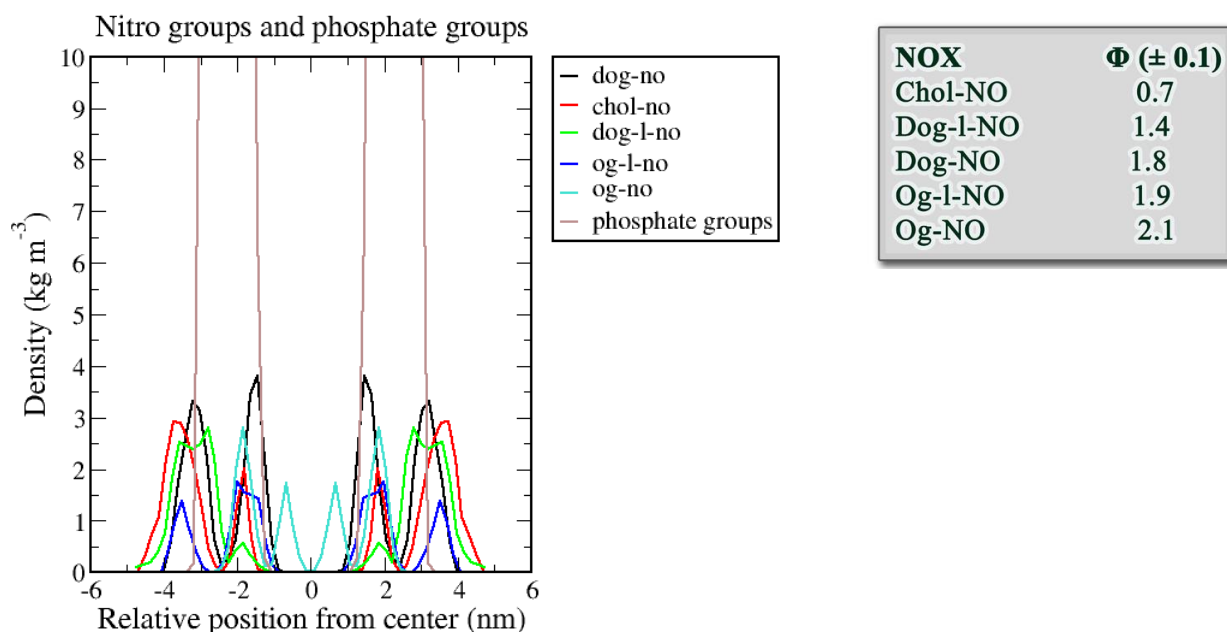 Nitro groups and phosphate groups
10
9
8
7
6
5
4
3
2
1
0
Density (kg m⁻³)
-6 -4 -2 0 2 4 6
Relative position from center (nm)
dog-no
chol-no
dog-l-no
og-l-no
og-no
phosphate groups
NOX Φ (± 0.1)
Chol-NO 0.7
Dog-l-NO 1.4
Dog-NO 1.8
Og-l-NO 1.9
Og-NO 2.1